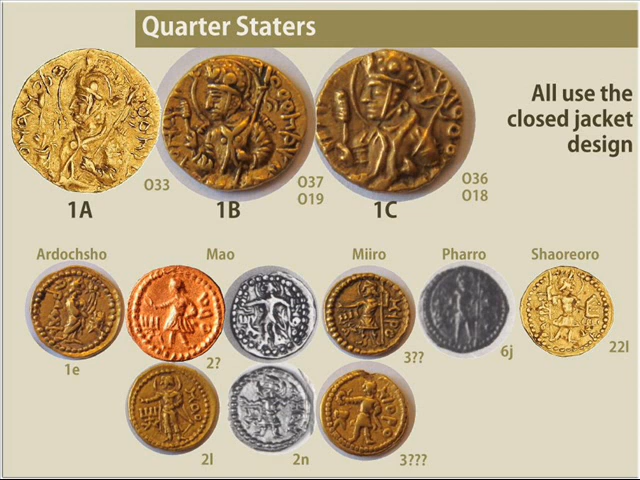 Quarter Staters
All use the
closed jacket
design
O33
O37
O19
O36
O18
1A
1B
1C
Ardochsho
Mao
Miiro
Pharro
Shaoreoro
1e
2?
3??
6j
22l
2l
2n
3???